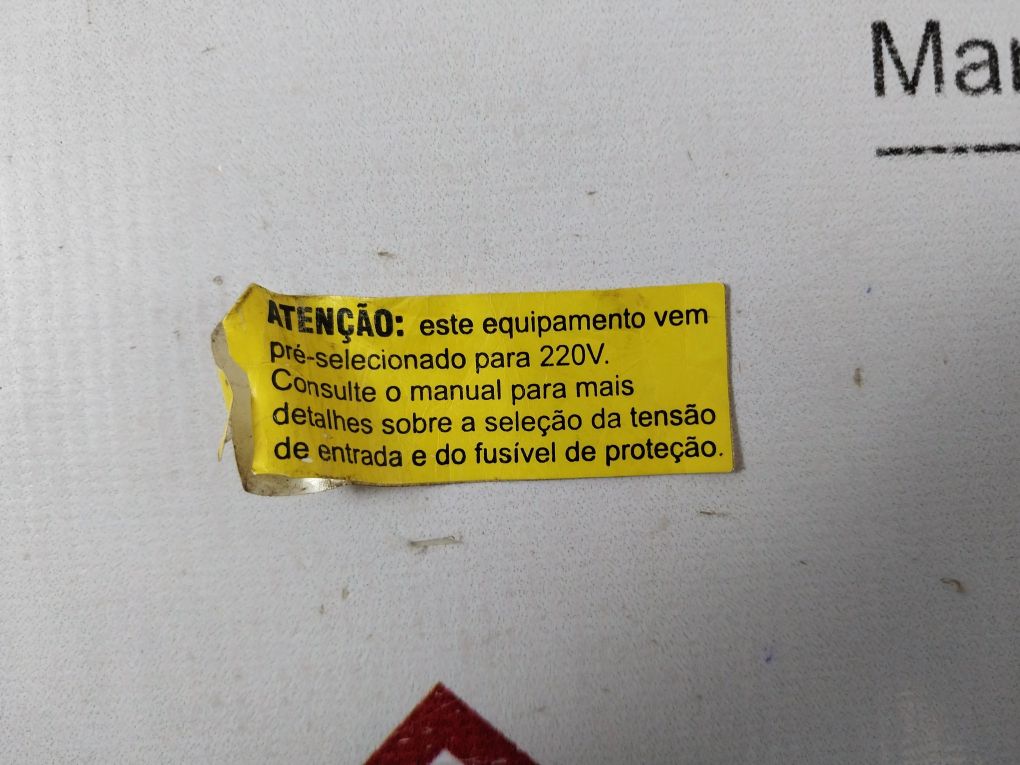 ATENÇÃO: este equipamento vem
pré-selecionado para 220V.
Consulte o manual para mais
detalhes sobre a seleção da tensão
de entrada e do fusível de proteção.